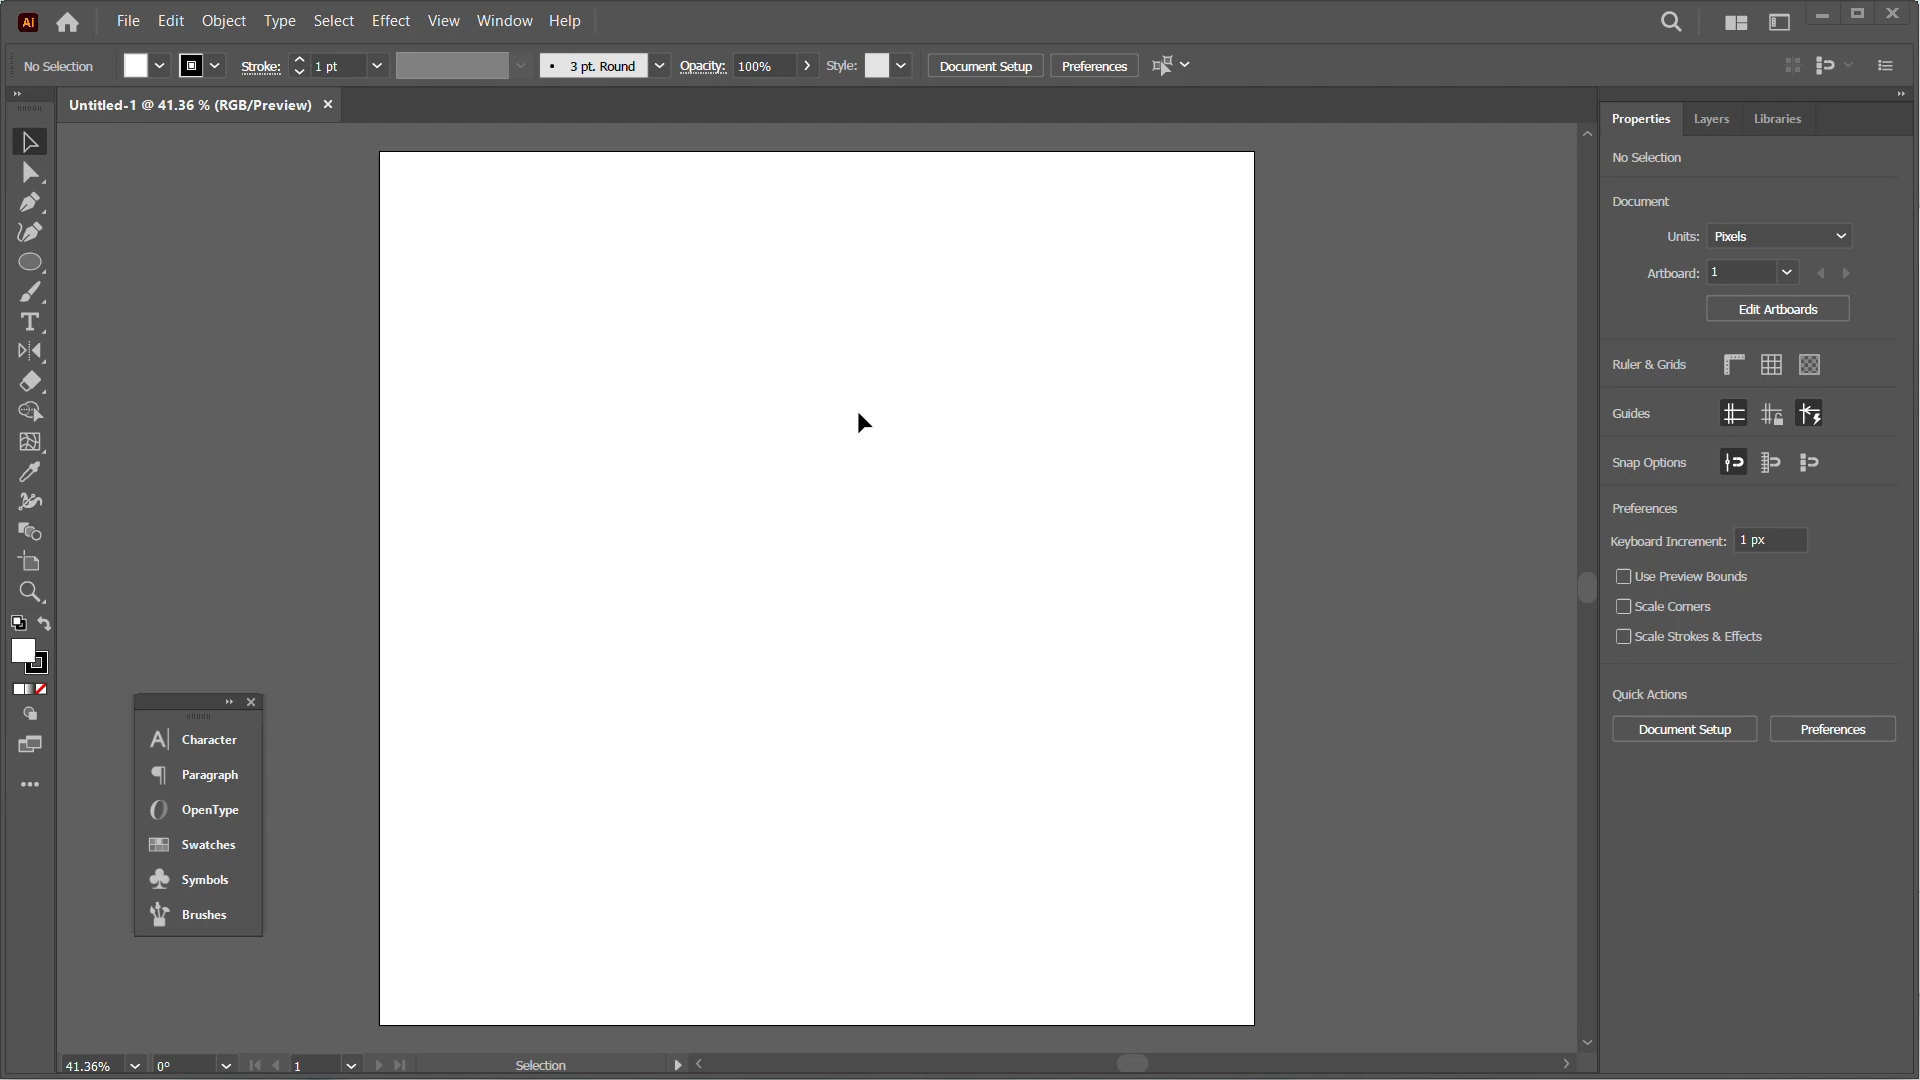 Ai File Edit Object Type Select Effect View Window Help
No Selection Stroke: 1 pt 3 pt. Round Opacity: 100% Style: Document Setup Preferences
Untitled-1 @ 41.36 % (RGB/Preview)
Properties Layers Libraries
No Selection
Document
Units: Pixels
Artboard: 1
Edit Artboards
Ruler & Grids
Guides
Snap Options
Preferences
Keyboard Increment: 1 px
Use Preview Bounds
Scale Corners
Scale Strokes & Effects
Quick Actions
Document Setup Preferences
Character
Paragraph
OpenType
Swatches
Symbols
Brushes
41.36% 0° 1 Selection